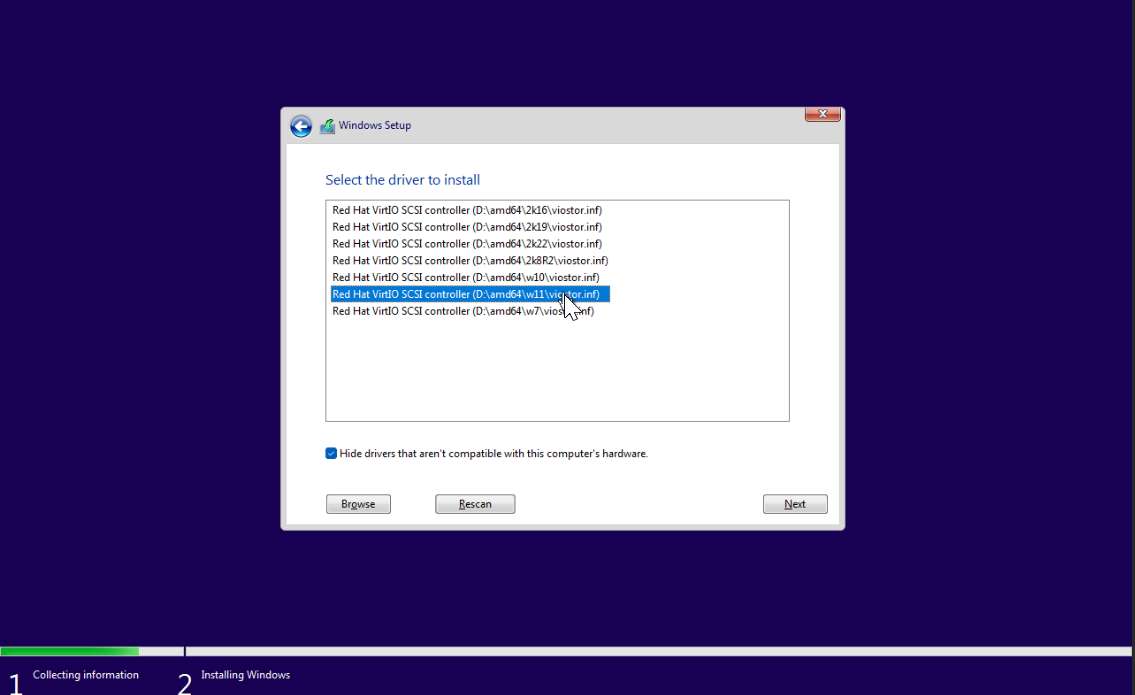 Windows Setup
Select the driver to install
Red Hat VirtIO SCSI controller (D:\amd64\2k16\viostor.inf)
Red Hat VirtIO SCSI controller (D:\amd64\2k19\viostor.inf)
Red Hat VirtIO SCSI controller (D:\amd64\2k22\viostor.inf)
Red Hat VirtIO SCSI controller (D:\amd64\2k8R2\viostor.inf)
Red Hat VirtIO SCSI controller (D:\amd64\w10\viostor.inf)
Red Hat VirtIO SCSI controller (D:\amd64\w11\viostor.inf)
Red Hat VirtIO SCSI controller (D:\amd64\w7\viostor.inf)
Hide drivers that aren't compatible with this computer's hardware.
Browse Rescan Next
1 Collecting information 2 Installing Windows